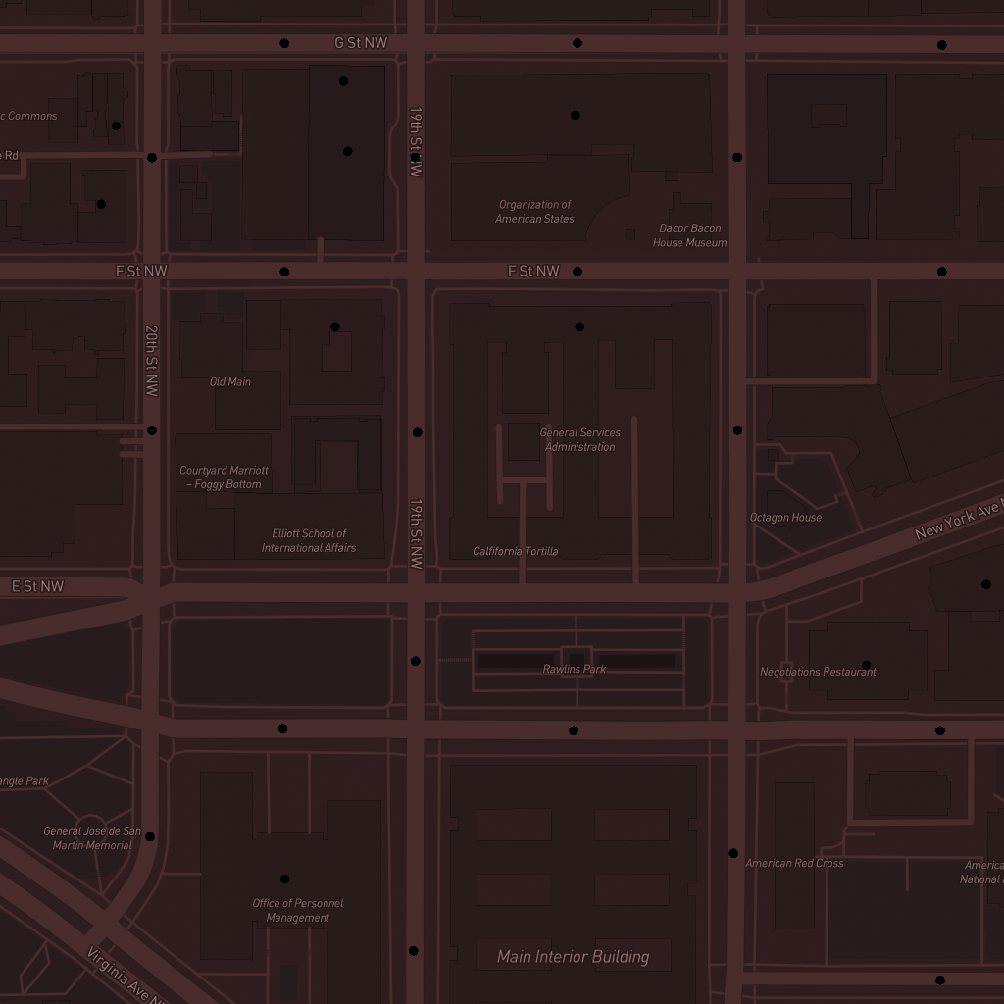 G St NW
c Commons
19th St NW
e Rd
Organization of
American States
Dacor Bacon
House Museum
F St NW
F St NW
20th St NW
Old Main
General Services
Administration
Courtyard Marriott
– Foggy Bottom
Octagon House
19th St NW
New York Ave N
Elliott School of
International Affairs
Calfifornia Tortilla
E St NW
Rawlins Park
Negotiations Restaurant
angle Park
General Jose de San
Martin Memorial
American Red Cross
America
National
Office of Personnel
Management
Main Interior Building
Virginia Ave NW